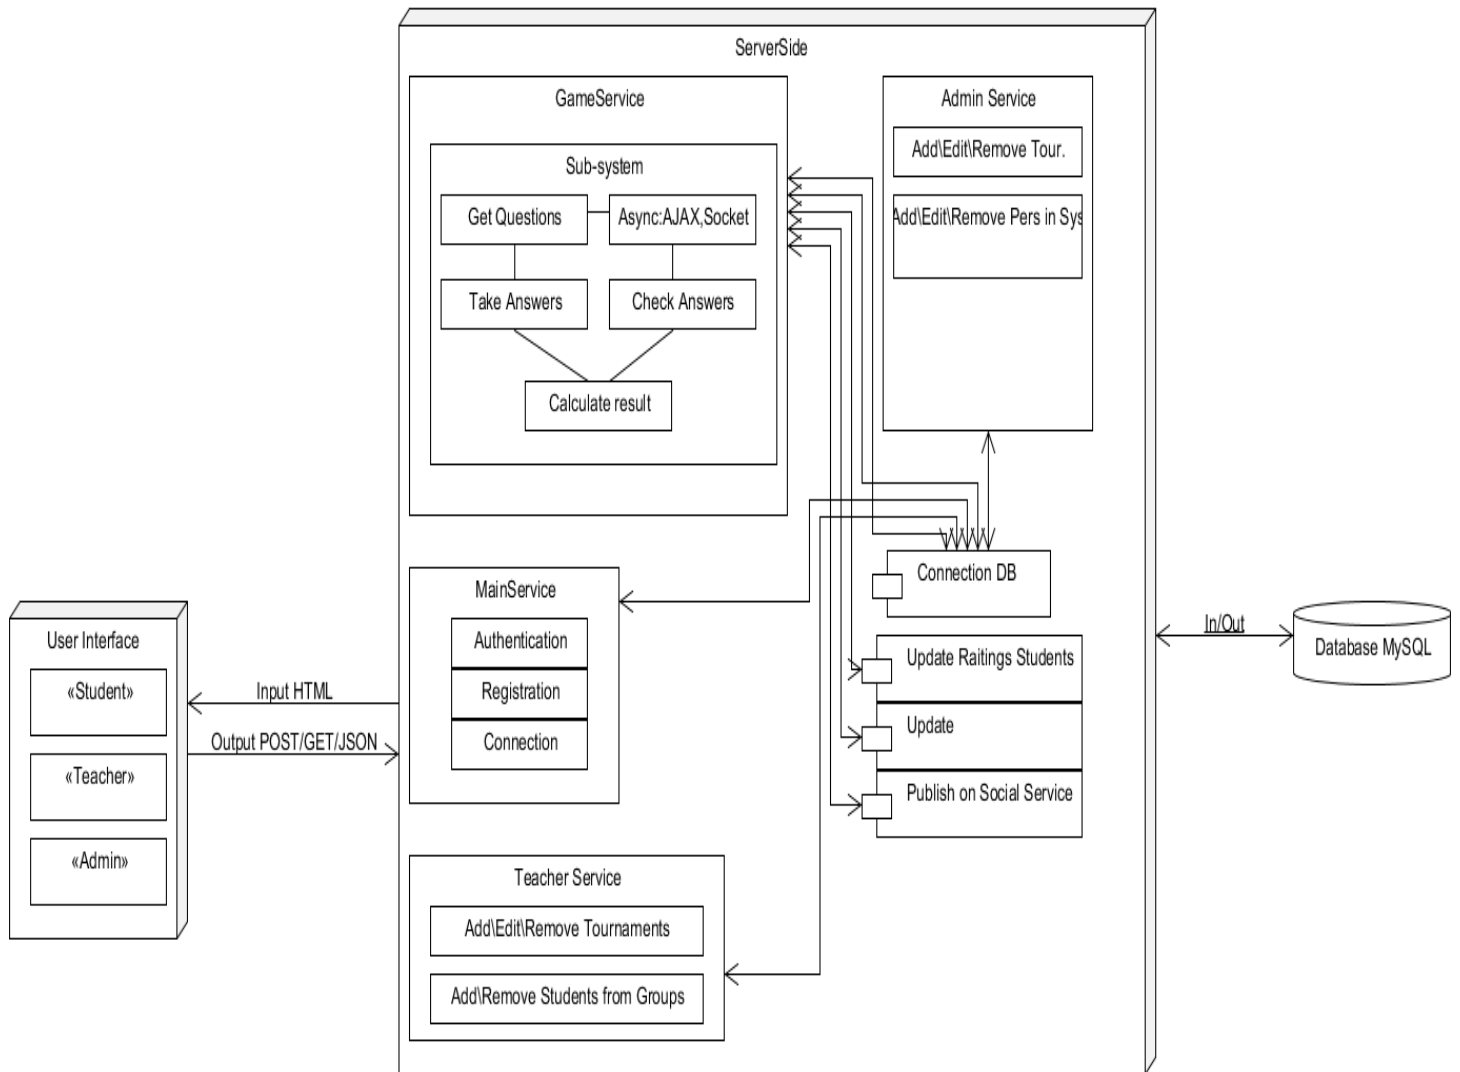 ServerSide
GameService
Sub-system
Get Questions
Async:AJAX,Socket
Take Answers
Check Answers
Calculate result
Admin Service
Add\Edit\Remove Tour.
Add\Edit\Remove Pers in Sys
Connection DB
Update Raitings Students
Update
Publish on Social Service
MainService
Authentication
Registration
Connection
Teacher Service
Add\Edit\Remove Tournaments
Add\Remove Students from Groups
User Interface
«Student»
«Teacher»
«Admin»
Input HTML
Output POST/GET/JSON
In/Out
Database MySQL